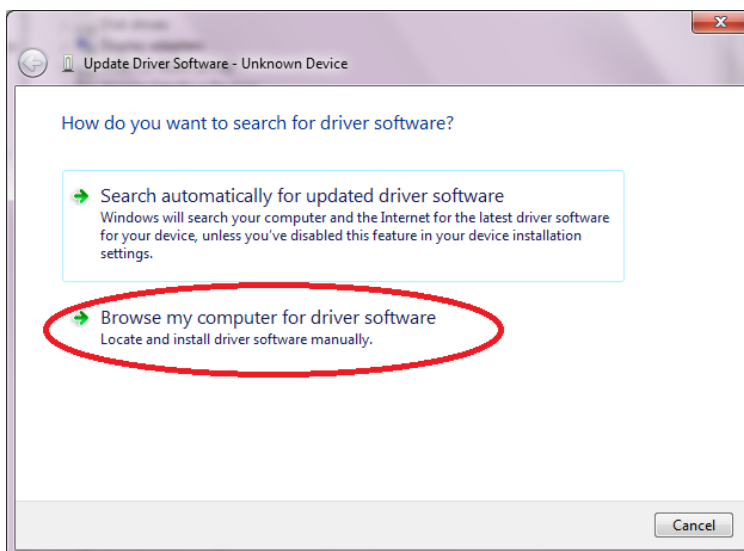 Update Driver Software - Unknown Device
How do you want to search for driver software?
Search automatically for updated driver software
Windows will search your computer and the Internet for the latest driver software
for your device, unless you've disabled this feature in your device installation
settings.
Browse my computer for driver software
Locate and install driver software manually.
Cancel